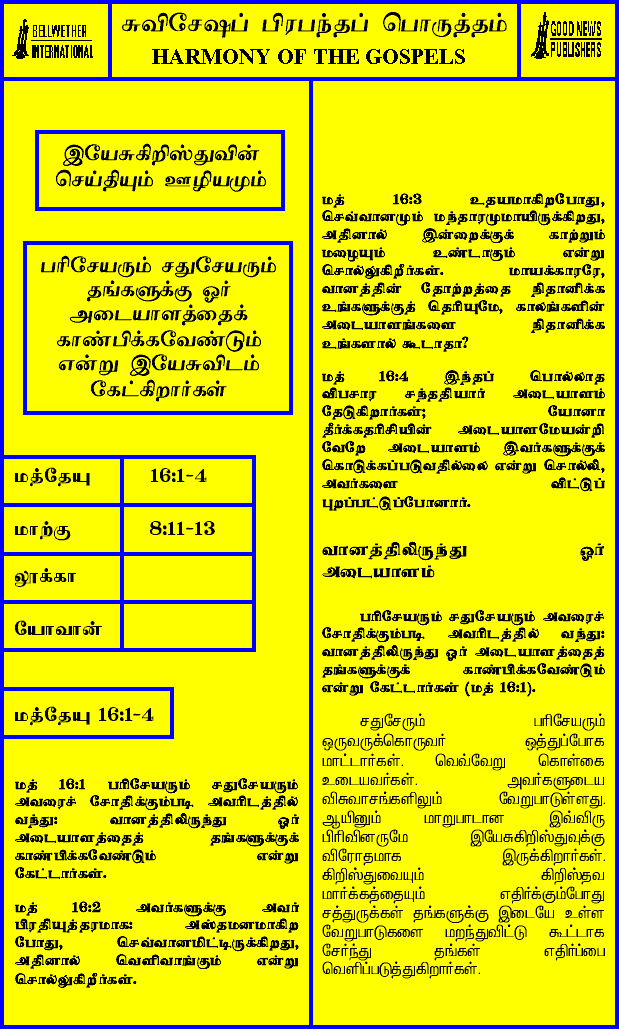 BELLWETHER
INTERNATIONAL
சுவிசேஷப் பிரபந்தப் பொருத்தம்
HARMONY OF THE GOSPELS
GOOD NEWS
PUBLISHERS
இயேசுகிறிஸ்துவின்
செய்தியும் ஊழியமும்
பரிசேயரும் சதுசேயரும்
தங்களுக்கு ஓர்
அடையாளத்தைக்
காண்பிக்கவேண்டும்
என்று இயேசுவிடம்
கேட்கிறார்கள்
மத்தேயு 16:1-4
மாற்கு 8:11-13
லூக்கா
யோவான்
மத்தேயு 16:1-4
மத் 16:1 பரிசேயரும் சதுசேயரும்
அவரைச் சோதிக்கும்படி, அவரிடத்தில்
வந்து: வானத்திலிருந்து ஓர்
அடையாளத்தைத் தங்களுக்குக்
காண்பிக்கவேண்டும் என்று
கேட்டார்கள்.
மத் 16:2 அவர்களுக்கு அவர்
பிரதியுத்தரமாக: அஸ்தமனமாகிற
போது, செவ்வானமிட்டிருக்கிறது,
அதினால் வெளிவாங்கும் என்று
சொல்லுகிறீர்கள்.
மத் 16:3 உதயமாகிறபோது,
செவ்வானமும் மந்தாரமுமாயிருக்கிறது,
அதினால் இன்றைக்குக் காற்றும்
மழையும் உண்டாகும் என்று
சொல்லுகிறீர்கள். மாயக்காரரே,
வானத்தின் தோற்றத்தை நிதானிக்க
உங்களுக்குத் தெரியுமே, காலங்களின்
அடையாளங்களை நிதானிக்க
உங்களால் கூடாதா?
மத் 16:4 இந்தப் பொல்லாத
விபசார சந்ததியார் அடையாளம்
தேடுகிறார்கள்; யோனா
தீர்க்கதரிசியின் அடையாளமேயன்றி
வேறே அடையாளம் இவர்களுக்குக்
கொடுக்கப்படுவதில்லை என்று சொல்லி,
அவர்களை விட்டுப்
புறப்பட்டுப்போனார்.
வானத்திலிருந்து ஓர்
அடையாளம்
பரிசேயரும் சதுசேயரும் அவரைச்
சோதிக்கும்படி, அவரிடத்தில் வந்து:
வானத்திலிருந்து ஓர் அடையாளத்தைத்
தங்களுக்குக் காண்பிக்கவேண்டும்
என்று கேட்டார்கள் (மத் 16:1).
சதுசேரும் பரிசேயரும்
ஒருவருக்கொருவர் ஒத்துப்போக
மாட்டார்கள். வெவ்வேறு கொள்கை
உடையவர்கள். அவர்களுடைய
விசுவாசங்களிலும் வேறுபாடுள்ளது.
ஆயினும் மாறுபாடான இவ்விரு
பிரிவினருமே இயேசுகிறிஸ்துவுக்கு
விரோதமாக இருக்கிறார்கள்.
கிறிஸ்துவையும் கிறிஸ்தவ
மார்க்கத்தையும் எதிர்க்கும்போது
சத்துருக்கள் தங்களுக்கு இடையே உள்ள
வேறுபாடுகளை மறந்துவிட்டு கூட்டாக
சேர்ந்து தங்கள் எதிர்ப்பை
வெளிப்படுத்துகிறார்கள்.